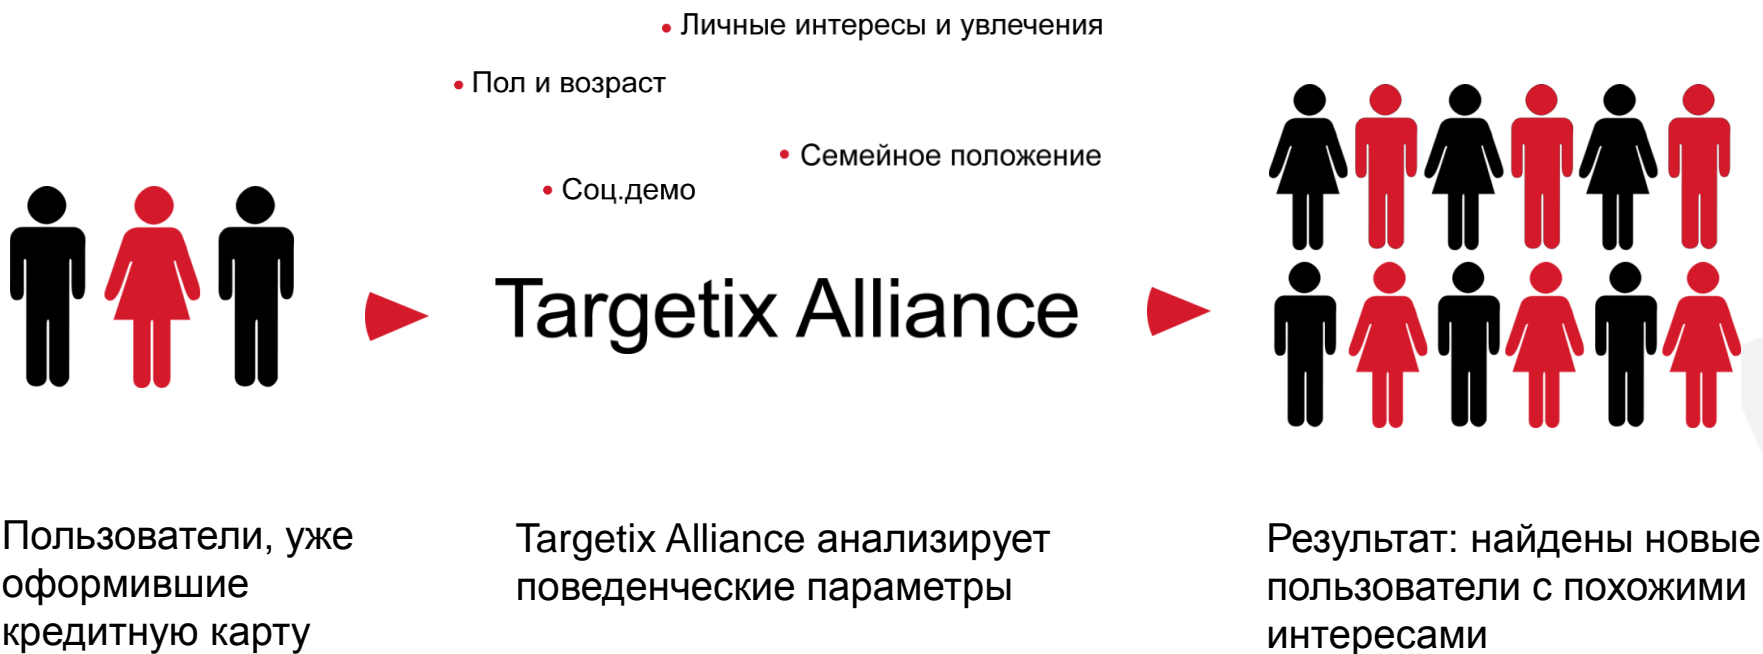 • Личные интересы и увлечения
• Пол и возраст
• Семейное положение
• Соц.демо
Targetix Alliance
Пользователи, уже
оформившие
кредитную карту
Targetix Alliance анализирует
поведенческие параметры
Результат: найдены новые
пользователи с похожими
интересами